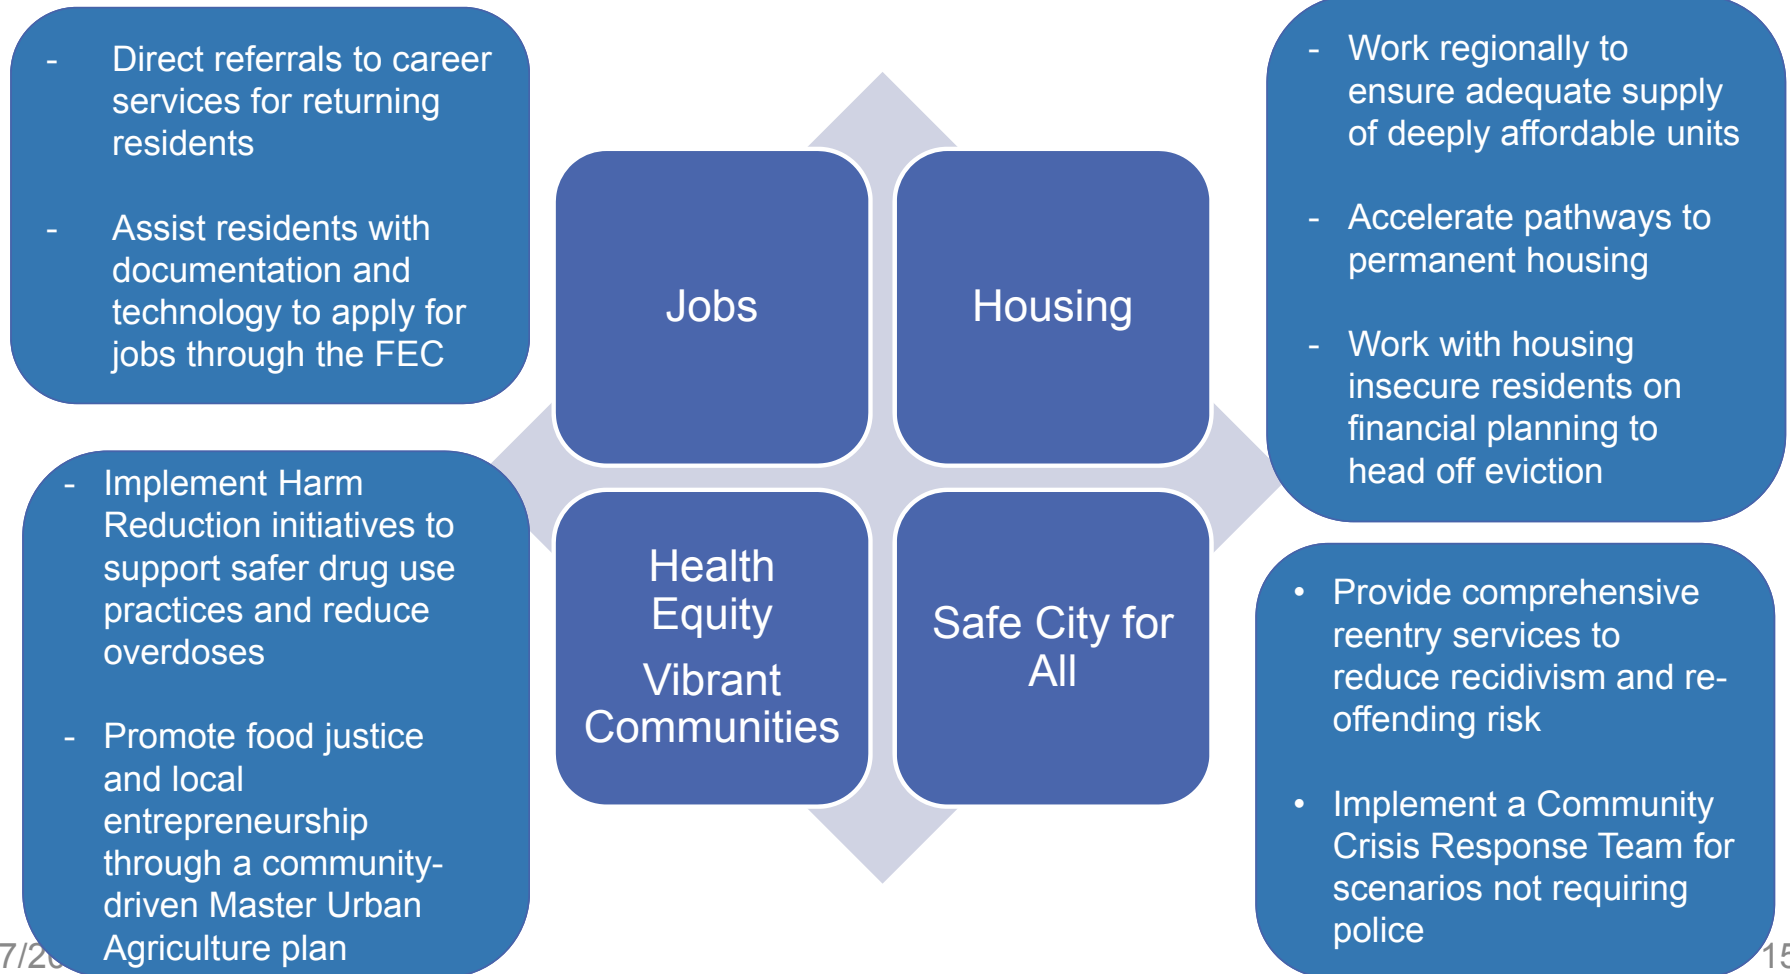 - Direct referrals to career
services for returning
residents
- Assist residents with
documentation and
technology to apply for
jobs through the FEC
Jobs
Housing
- Work regionally to
ensure adequate supply
of deeply affordable units
- Accelerate pathways to
permanent housing
- Work with housing
insecure residents on
financial planning to
head off eviction
- Implement Harm
Reduction initiatives to
support safer drug use
practices and reduce
overdoses
- Promote food justice
and local
entrepreneurship
through a community-
driven Master Urban
Agriculture plan
Health
Equity
Vibrant
Communities
Safe City for
All
• Provide comprehensive
reentry services to
reduce recidivism and re-
offending risk
• Implement a Community
Crisis Response Team for
scenarios not requiring
police
15